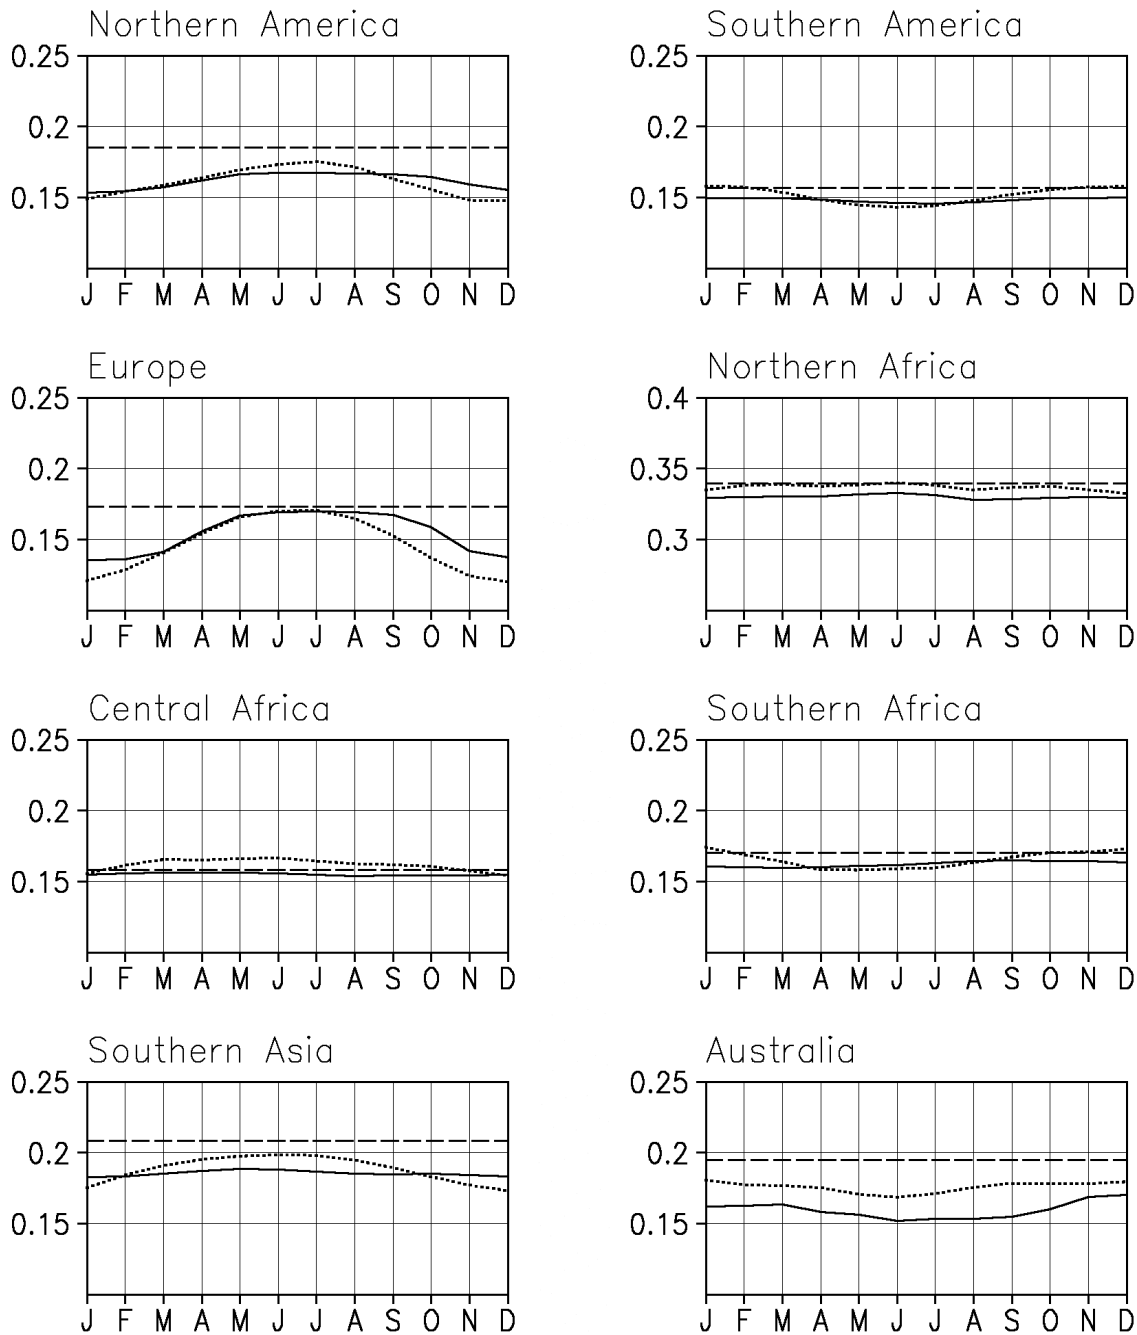 Northern America
0.25
0.2
0.15
J F M A M J J A S O N D
Southern America
0.25
0.2
0.15
J F M A M J J A S O N D
Europe
0.25
0.2
0.15
J F M A M J J A S O N D
Northern Africa
0.4
0.35
0.3
J F M A M J J A S O N D
Central Africa
0.25
0.2
0.15
J F M A M J J A S O N D
Southern Africa
0.25
0.2
0.15
J F M A M J J A S O N D
Southern Asia
0.25
0.2
0.15
J F M A M J J A S O N D
Australia
0.25
0.2
0.15
J F M A M J J A S O N D